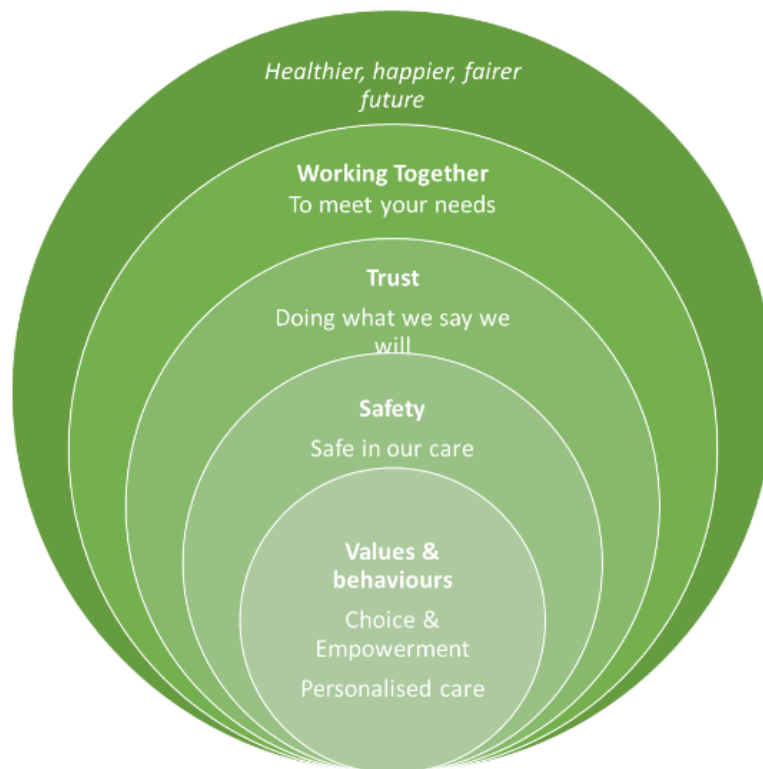 Healthier, happier, fairer
future
Working Together
To meet your needs
Trust
Doing what we say we
will
Safety
Safe in our care
Values &
behaviours
Choice &
Empowerment
Personalised care